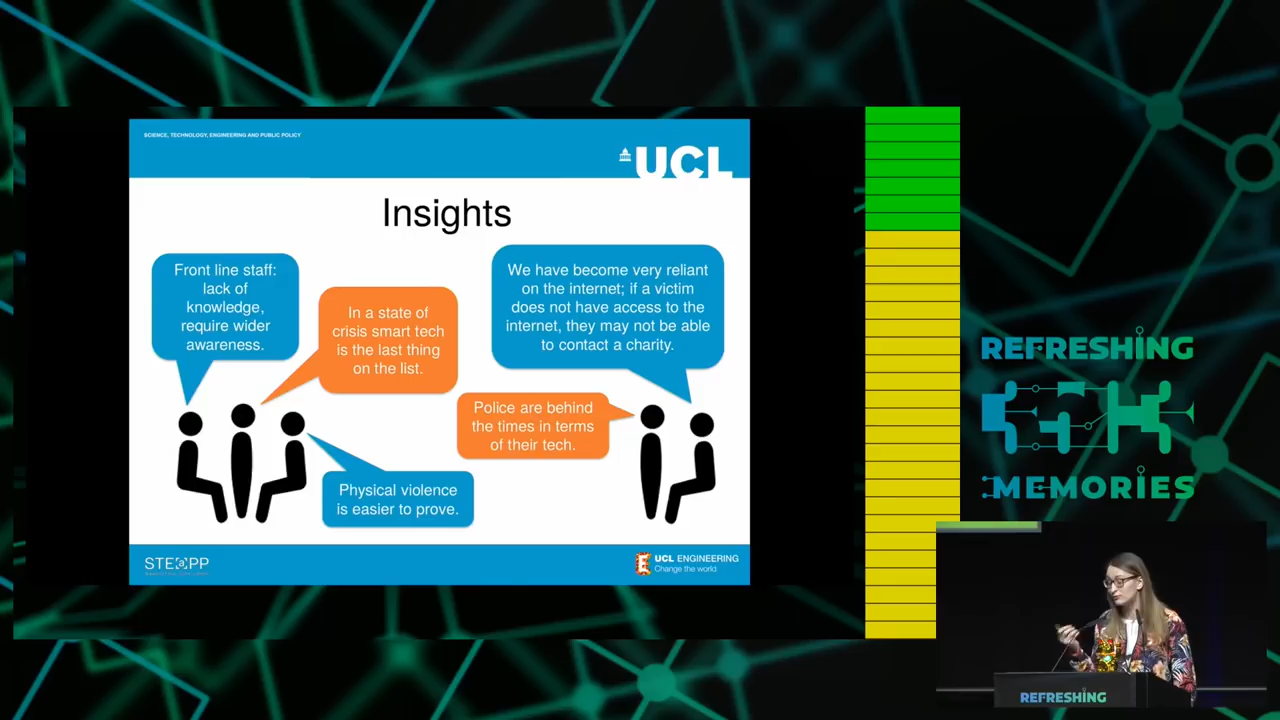 SCIENCE, TECHNOLOGY, ENGINEERING AND PUBLIC POLICY
UCL
Insights
Front line staff:
lack of
knowledge,
require wider
awareness.
In a state of
crisis smart tech
is the last thing
on the list.
We have become very reliant
on the internet; if a victim
does not have access to the
internet, they may not be able
to contact a charity.
Police are behind
the times in terms
of their tech.
Physical violence
is easier to prove.
STEaPP
UCL ENGINEERING
Change the world
REFRESHING
35C3
MEMORIES
REFRESHING